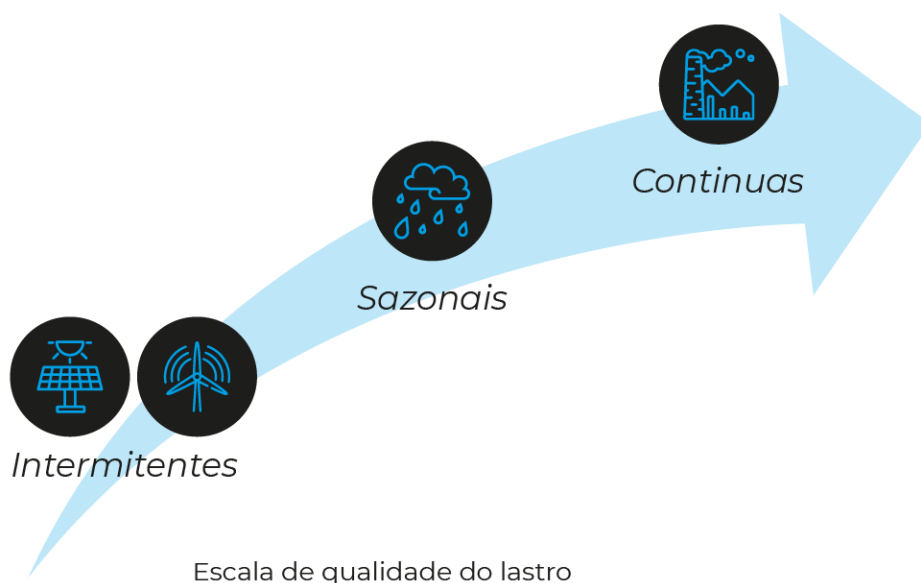 Continuas
Sazonais
Intermitentes
Escala de qualidade do lastro